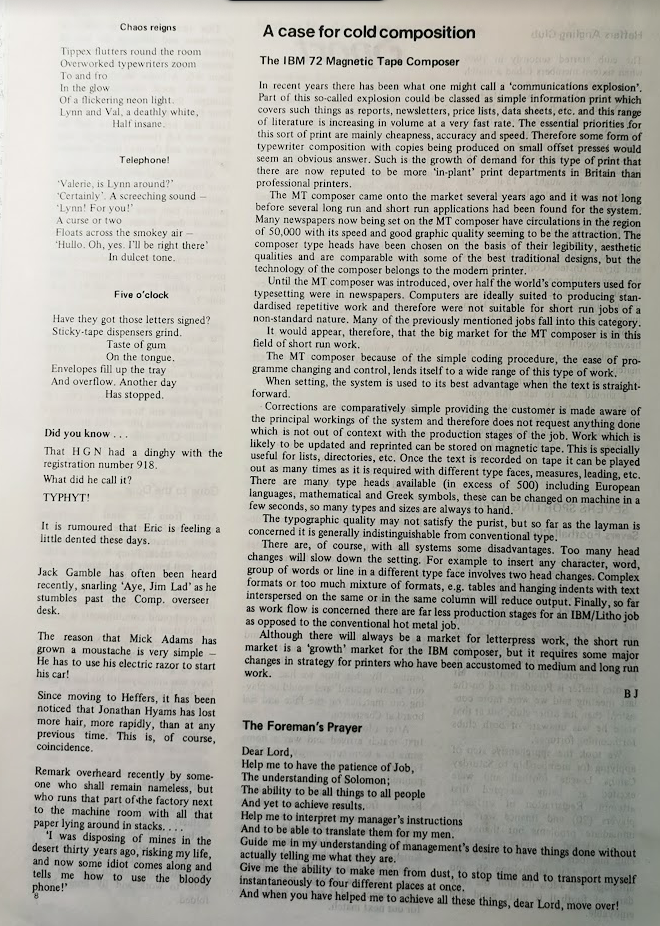 Chaos reigns
Tippex flutters round the room
Overworked typewriters zoom
To and fro
In the glow
Of a flickering neon light.
Lynn and Val, a deathly white,
Half insane.
Telephone!
'Valerie, is Lynn around?'
'Certainly'. A screeching sound –
'Lynn! For you!'
A curse or two
Floats across the smokey air –
'Hullo. Oh, yes. I'll be right there'
In dulcet tone.
Five o'clock
Have they got those letters signed?
Sticky-tape dispensers grind.
Taste of gum
On the tongue.
Envelopes fill up the tray
And overflow. Another day
Has stopped.
Did you know . . .
That H G N had a dinghy with the
registration number 918.
What did he call it?
TYPHYT!
It is rumoured that Eric is feeling a
little dented these days.
Jack Gamble has often been heard
recently, snarling 'Aye, Jim Lad' as he
stumbles past the Comp. overseer
desk.
The reason that Mick Adams has
grown a moustache is very simple –
He has to use his electric razor to start
his car!
Since moving to Heffers, it has been
noticed that Jonathan Hyams has lost
more hair, more rapidly, than at any
previous time. This is, of course,
coincidence.
Remark overheard recently by some-
one who shall remain nameless, but
who runs that part of the factory next
to the machine room with all that
paper lying around in stacks. . . .
'I was disposing of mines in the
desert thirty years ago, risking my life,
and now some idiot comes along and
tells me how to use the bloody
phone!'
8
A case for cold composition
The IBM 72 Magnetic Tape Composer
In recent years there has been what one might call a 'communications explosion'.
Part of this so-called explosion could be classed as simple information print which
covers such things as reports, newsletters, price lists, data sheets, etc. and this range
of literature is increasing in volume at a very fast rate. The essential priorities for
this sort of print are mainly cheapness, accuracy and speed. Therefore some form of
typewriter composition with copies being produced on small offset presses would
seem an obvious answer. Such is the growth of demand for this type of print that
there are now reputed to be more 'in-plant' print departments in Britain than
professional printers.
The MT composer came onto the market several years ago and it was not long
before several long run and short run applications had been found for the system.
Many newspapers now being set on the MT composer have circulations in the region
of 50,000 with its speed and good graphic quality seeming to be the attraction. The
composer type heads have been chosen on the basis of their legibility, aesthetic
qualities and are comparable with some of the best traditional designs, but the
technology of the composer belongs to the modern printer.
Until the MT composer was introduced, over half the world's computers used for
typesetting were in newspapers. Computers are ideally suited to producing stan-
dardised repetitive work and therefore were not suitable for short run jobs of a
non-standard nature. Many of the previously mentioned jobs fall into this category.
It would appear, therefore, that the big market for the MT composer is in this
field of short run work.
The MT composer because of the simple coding procedure, the ease of pro-
gramme changing and control, lends itself to a wide range of this type of work.
When setting, the system is used to its best advantage when the text is straight-
forward.
Corrections are comparatively simple providing the customer is made aware of
the principal workings of the system and therefore does not request anything done
which is not out of context with the production stages of the job. Work which is
likely to be updated and reprinted can be stored on magnetic tape. This is specially
useful for lists, directories, etc. Once the text is recorded on tape it can be played
out as many times as it is required with different type faces, measures, leading, etc.
There are many type heads available (in excess of 500) including European
languages, mathematical and Greek symbols, these can be changed on machine in a
few seconds, so many types and sizes are always to hand.
The typographic quality may not satisfy the purist, but so far as the layman is
concerned it is generally indistinguishable from conventional type.
There are, of course, with all systems some disadvantages. Too many head
changes will slow down the setting. For example to insert any character, word,
group of words or line in a different type face involves two head changes. Complex
formats or too much mixture of formats, e.g. tables and hanging indents with text
interspersed on the same or in the same column will reduce output. Finally, so far
as work flow is concerned there are far less production stages for an IBM/Litho job
as opposed to the conventional hot metal job.
Although there will always be a market for letterpress work, the short run
market is a 'growth' market for the IBM composer, but it requires some major
changes in strategy for printers who have been accustomed to medium and long run
work.
B J
The Foreman's Prayer
Dear Lord,
Help me to have the patience of Job,
The understanding of Solomon;
The ability to be all things to all people
And yet to achieve results.
Help me to interpret my manager's instructions
And to be able to translate them for my men.
Guide me in my understanding of management's desire to have things done without
actually telling me what they are.
Give me the ability to make men from dust, to stop time and to transport myself
instantaneously to four different places at once.
And when you have helped me to achieve all these things, dear Lord, move over!